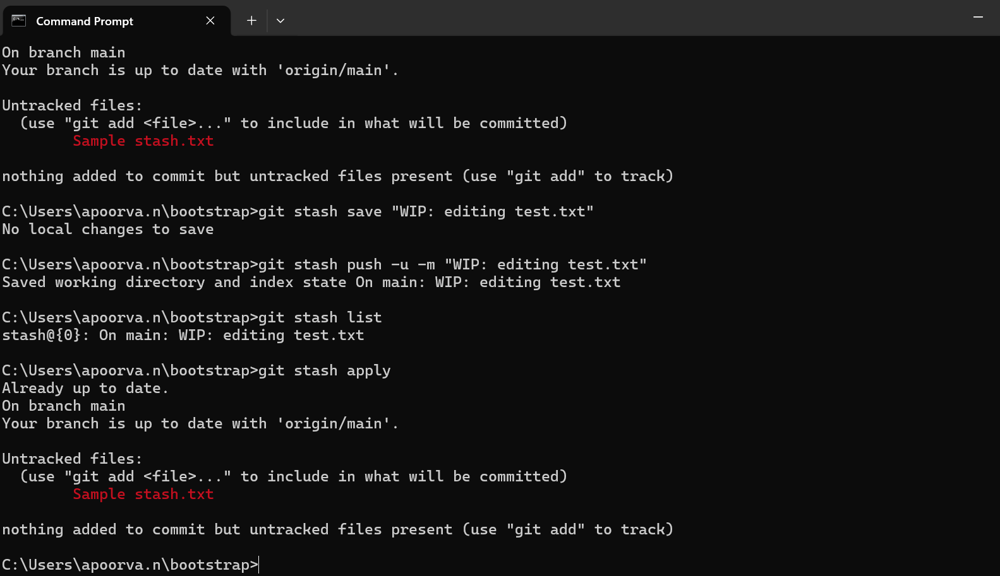 Command Prompt
On branch main
Your branch is up to date with 'origin/main'.
Untracked files:
  (use "git add <file>..." to include in what will be committed)
        Sample stash.txt
nothing added to commit but untracked files present (use "git add" to track)
C:\Users\apoorva.n\bootstrap>git stash save "WIP: editing test.txt"
No local changes to save
C:\Users\apoorva.n\bootstrap>git stash push -u -m "WIP: editing test.txt"
Saved working directory and index state On main: WIP: editing test.txt
C:\Users\apoorva.n\bootstrap>git stash list
stash@{0}: On main: WIP: editing test.txt
C:\Users\apoorva.n\bootstrap>git stash apply
Already up to date.
On branch main
Your branch is up to date with 'origin/main'.
Untracked files:
  (use "git add <file>..." to include in what will be committed)
        Sample stash.txt
nothing added to commit but untracked files present (use "git add" to track)
C:\Users\apoorva.n\bootstrap>